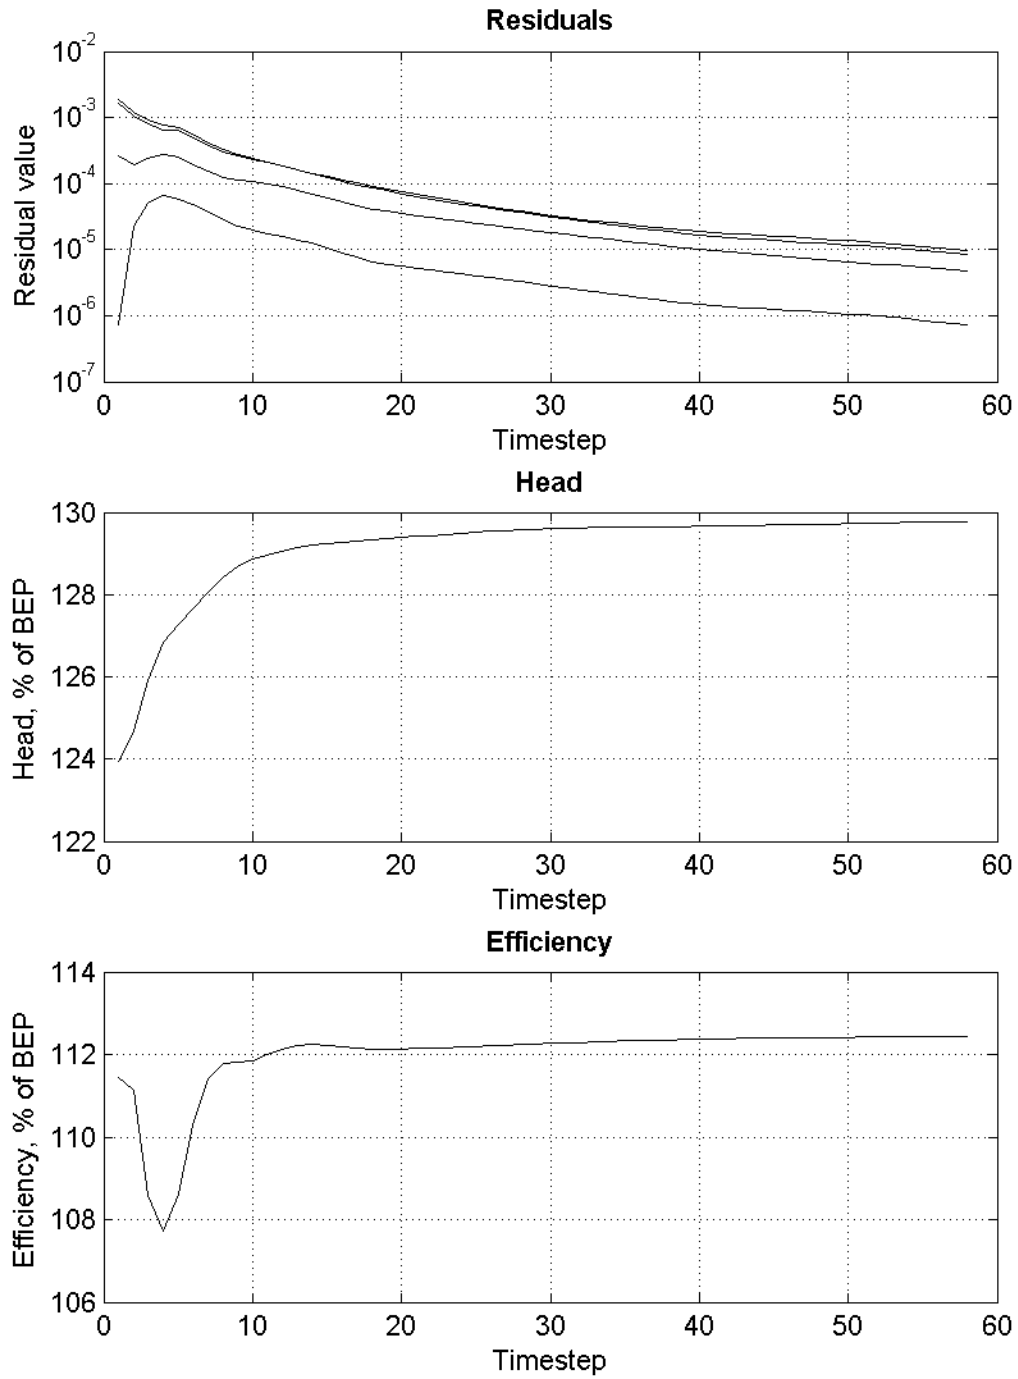 Residuals
10^-2
10^-3
10^-4
10^-5
10^-6
10^-7
Residual value
0 10 20 30 40 50 60
Timestep
Head
130
128
126
124
122
Head, % of BEP
0 10 20 30 40 50 60
Timestep
Efficiency
114
112
110
108
106
Efficiency, % of BEP
0 10 20 30 40 50 60
Timestep